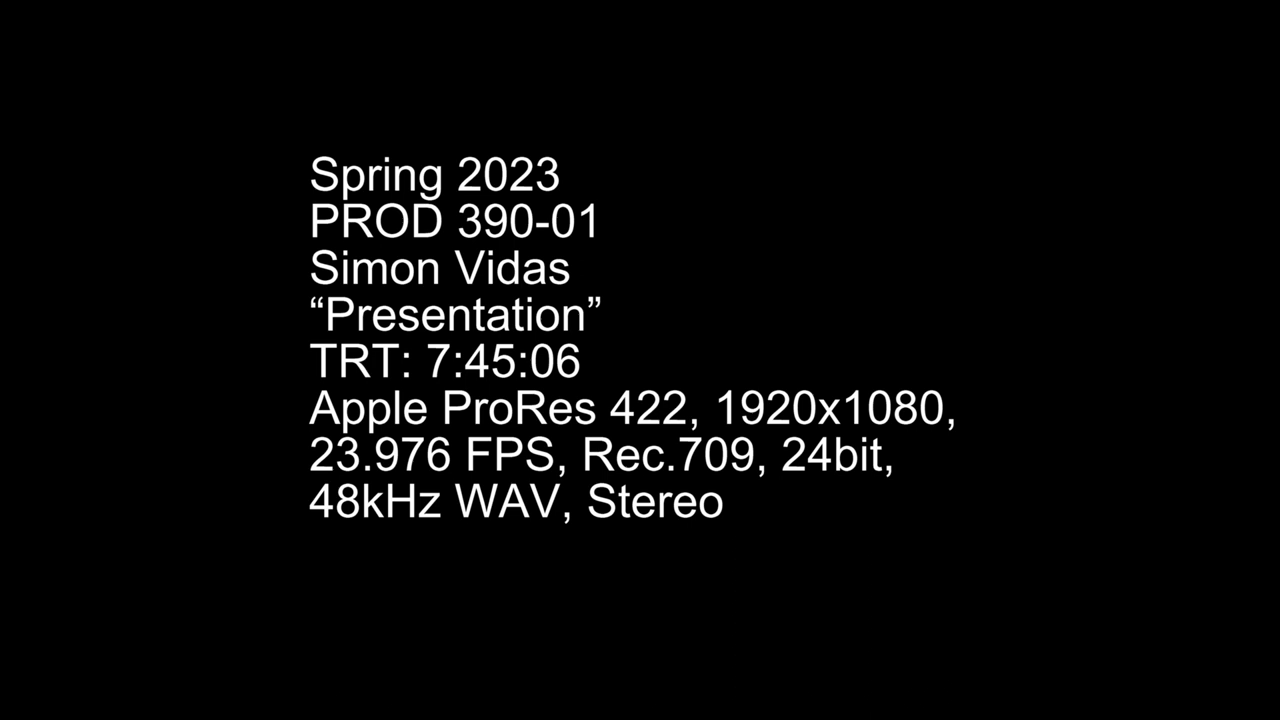 Spring 2023
PROD 390-01
Simon Vidas
“Presentation”
TRT: 7:45:06
Apple ProRes 422, 1920x1080,
23.976 FPS, Rec.709, 24bit,
48kHz WAV, Stereo